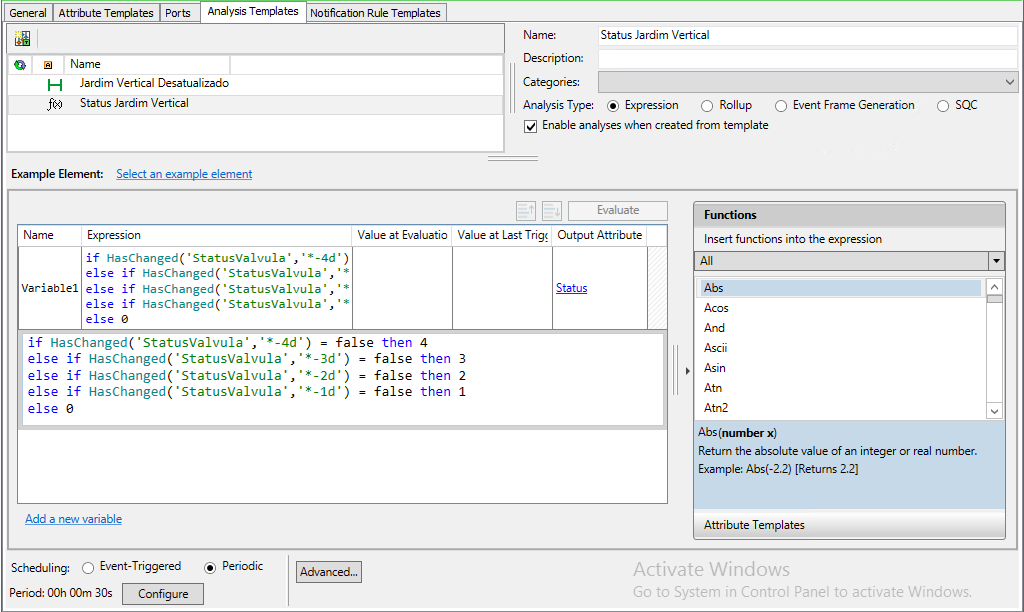 General Attribute Templates Ports Analysis Templates Notification Rule Templates
Name
Jardim Vertical Desatualizado
f(x) Status Jardim Vertical
Name: Status Jardim Vertical
Description:
Categories:
Analysis Type: Expression Rollup Event Frame Generation SQC
Enable analyses when created from template
Example Element: Select an example element
Evaluate
Name Expression Value at Evaluatio Value at Last Trigg Output Attribute
Variable1
if HasChanged('StatusValvula','*-4d')
else if HasChanged('StatusValvula','*
else if HasChanged('StatusValvula','*
else if HasChanged('StatusValvula','*
else 0
Status
if HasChanged('StatusValvula','*-4d') = false then 4
else if HasChanged('StatusValvula','*-3d') = false then 3
else if HasChanged('StatusValvula','*-2d') = false then 2
else if HasChanged('StatusValvula','*-1d') = false then 1
else 0
Add a new variable
Functions
Insert functions into the expression
All
Abs
Acos
And
Ascii
Asin
Atn
Atn2
Abs(number x)
Return the absolute value of an integer or real number.
Example: Abs(-2.2) [Returns 2.2]
Attribute Templates
Scheduling: Event-Triggered Periodic
Period: 00h 00m 30s Configure
Advanced...
Activate Windows
Go to System in Control Panel to activate Windows.